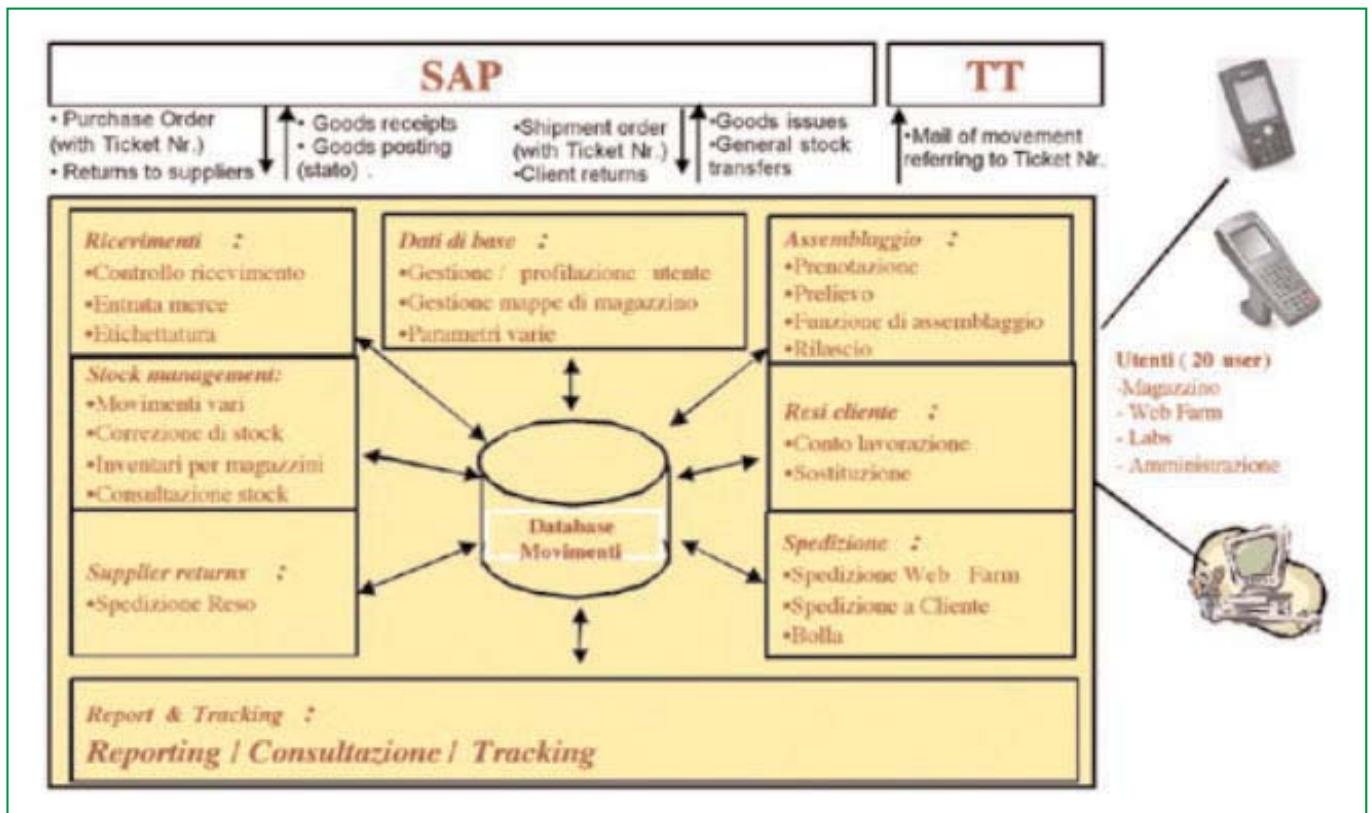 SAP
TT
• Purchase Order
(with Ticket Nr.)
• Returns to suppliers
• Goods receipts
• Goods posting
(stato) .
•Shipment order
(with Ticket Nr.)
•Client returns
•Goods issues
•General stock
transfers
•Mail of movement
referring to Ticket Nr.
Ricevimenti :
•Controllo ricevimento
•Entrata merce
•Etichettatura
Dati di base :
•Gestione / profilazione utente
•Gestione mappe di magazzino
•Parametri varie
Assemblaggio :
•Prenotazione
•Prelievo
•Funzione di assemblaggio
•Rilascio
Stock management:
•Movimenti vari
•Correzione di stock
•Inventari per magazzini
•Consultazione stock
Resi cliente :
•Conto lavorazione
•Sostituzione
Database
Movimenti
Supplier returns :
•Spedizione Reso
Spedizione :
•Spedizione Web Farm
•Spedizione a Cliente
•Bolla
Report & Tracking :
Reporting / Consultazione / Tracking
Utenti ( 20 user)
-Magazzino
- Web Farm
- Labs
- Amministrazione